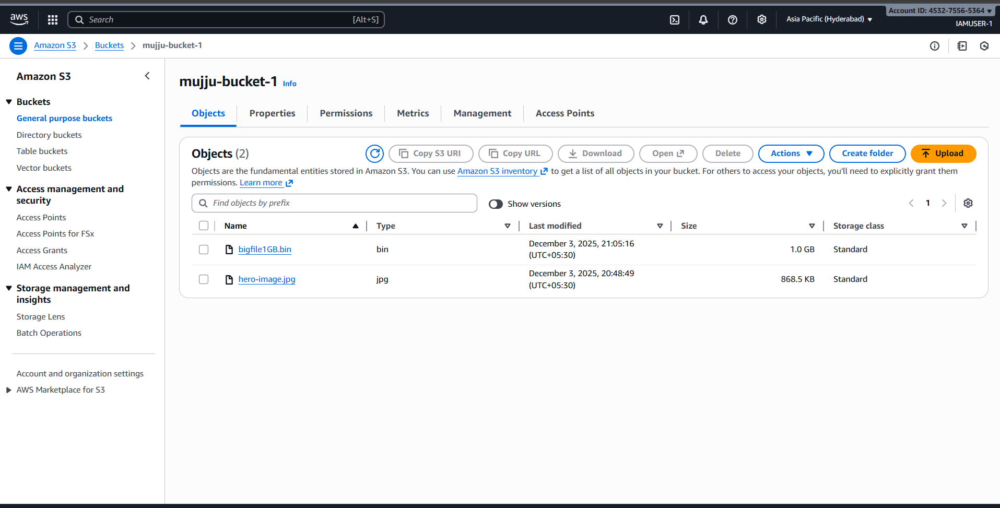 aws
Search [Alt+S]
Asia Pacific (Hyderabad)
Account ID: 4532-7556-5364
IAMUSER-1
Amazon S3
Buckets
mujju-bucket-1
Amazon S3
Buckets
General purpose buckets
Directory buckets
Table buckets
Vector buckets
Access management and
security
Access Points
Access Points for FSx
Access Grants
IAM Access Analyzer
Storage management and
insights
Storage Lens
Batch Operations
Account and organization settings
AWS Marketplace for S3
mujju-bucket-1 Info
Objects Properties Permissions Metrics Management Access Points
Objects (2) Copy S3 URI Copy URL Download Open Delete Actions Create folder Upload
Objects are the fundamental entities stored in Amazon S3. You can use Amazon S3 inventory to get a list of all objects in your bucket. For others to access your objects, you'll need to explicitly grant them
permissions. Learn more
Find objects by prefix Show versions 1
Name Type Last modified Size Storage class
bigfile1GB.bin bin December 3, 2025, 21:05:16 1.0 GB Standard
(UTC+05:30)
hero-image.jpg jpg December 3, 2025, 20:48:49 868.5 KB Standard
(UTC+05:30)